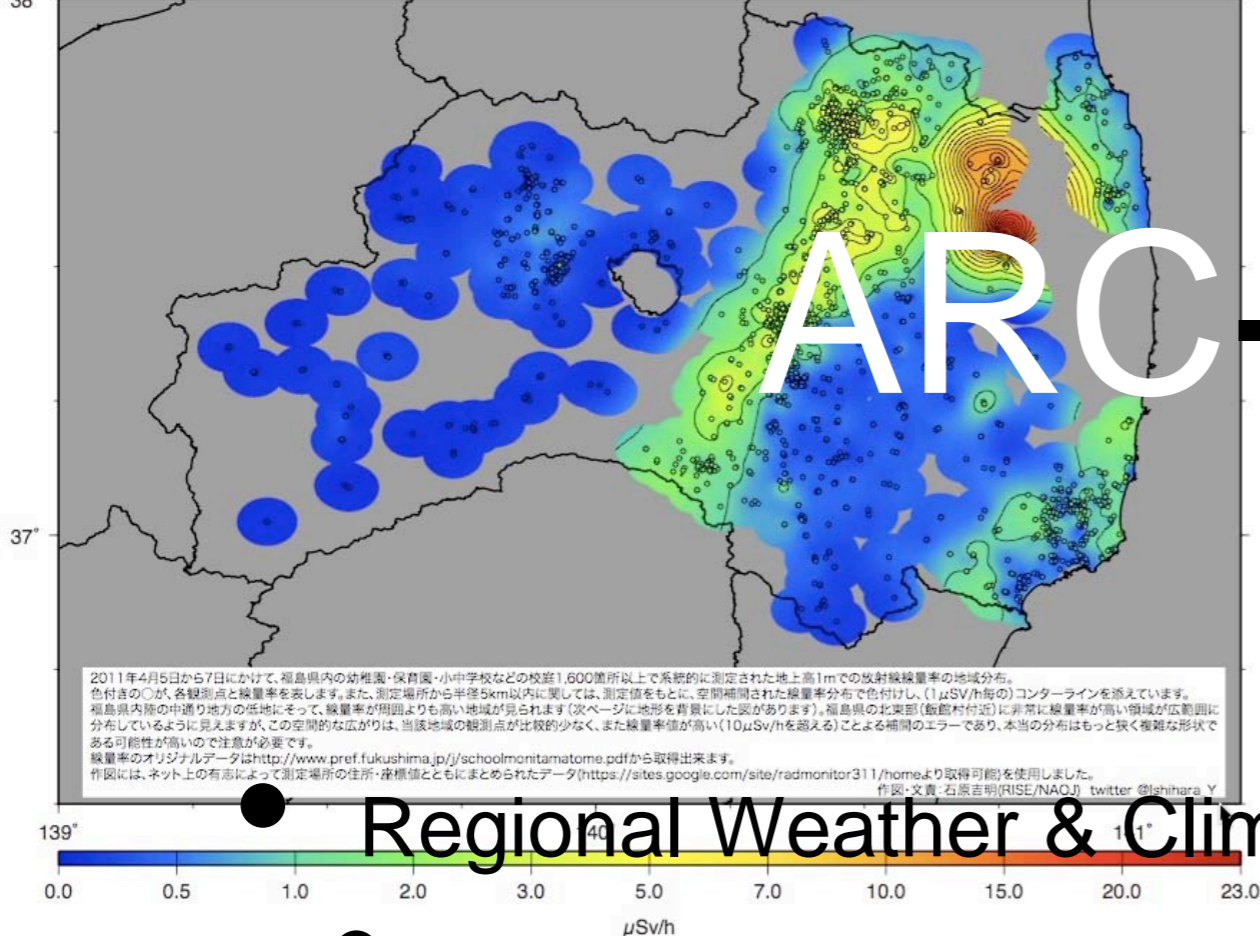 38°
ARC -
37°
2011年4月5日から7日にかけて、福島県内の幼稚園・保育園・小中学校などの校庭1,600箇所以上で系統的に測定された地上高1mでの放射線線量率の地域分布。
色付きの○が、各観測点と線量率を表します。また、測定場所から半径5km以内に関しては、測定値をもとに、空間補間された線量率分布で色付けし、(1μSV/h毎の)コンターラインを添えています。
福島県内陸の中通り地方の低地にそって、線量率が周囲よりも高い地域が見られます(次ページに地形を背景にした図があります)。福島県の北東部(飯館村付近)に非常に線量率が高い領域が広範囲に
分布しているように見えますが、この空間的な広がりは、当該地域の観測点が比較的少なく、また線量率値が高い(10μSv/hを超える)ことよる補間のエラーであり、本当の分布はもっと狭く複雑な形状で
ある可能性が高いので注意が必要です。
線量率のオリジナルデータはhttp://www.pref.fukushima.jp/j/schoolmonitamatome.pdfから取得出来ます。
作図には、ネット上の有志によって測定場所の住所・座標値とともにまとめられたデータ(https://sites.google.com/site/radmonitor311/homeより取得可能)を使用しました。
作図・文責:石原吉明(RISE/NAOJ) twitter @Ishihara_Y
139° 140° 141°
• Regional Weather & Clim
0.0 0.5 1.0 2.0 3.0 5.0 7.0 10.0 15.0 20.0 23.0
μSv/h